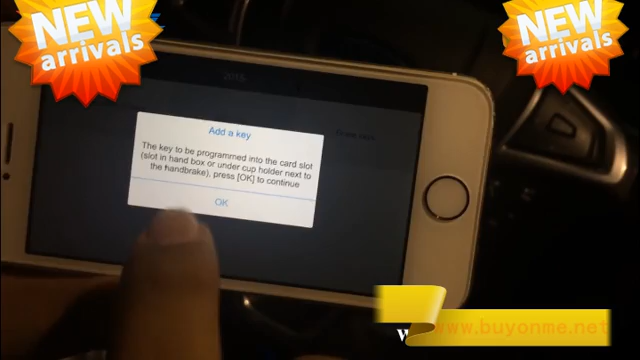 NEW
arrivals
NEW
arrivals
2015
Add a key
The key to be programmed into the card slot
(slot in hand box or under cup holder next to
the handbrake), press [OK] to continue
OK
www.buyonme.net